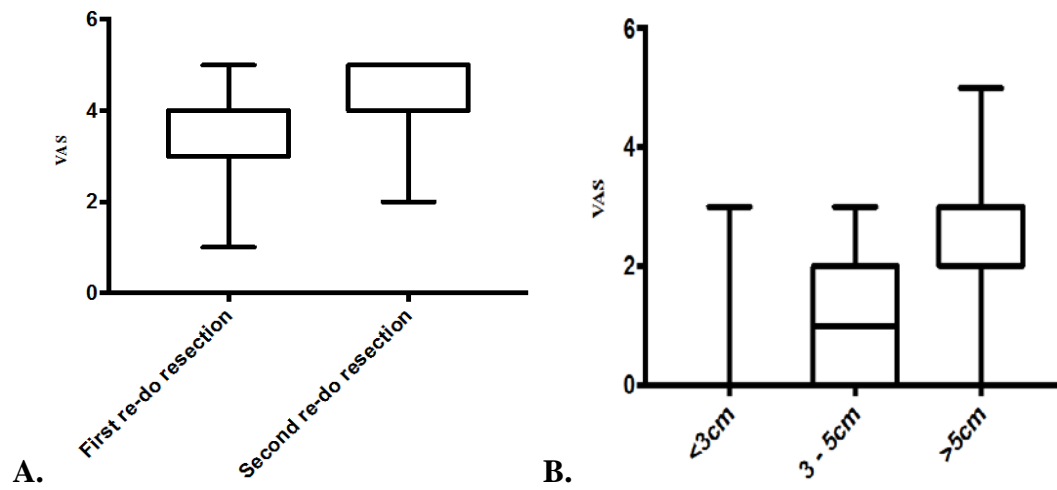 6
4
2
0
VAS
First re-do resection
Second re-do resection
A.
6
4
2
0
VAS
<3cm
3 - 5cm
>5cm
B.